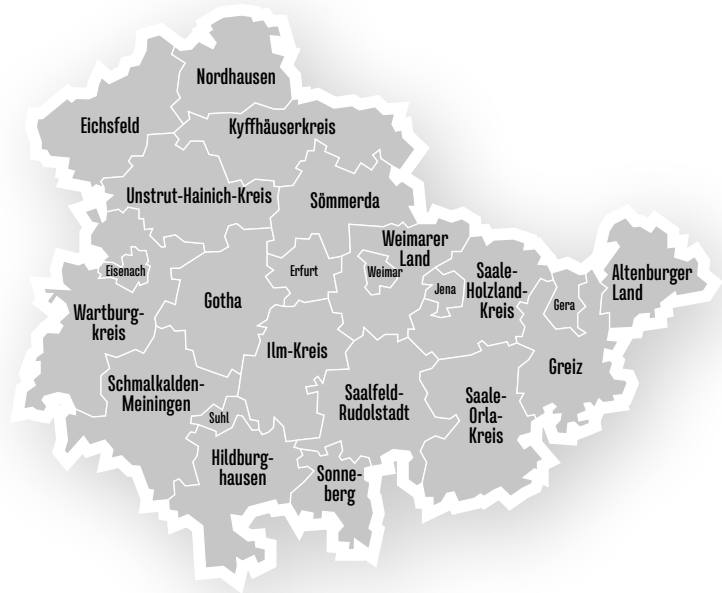 Nordhausen
Eichsfeld
Kyffhäuserkreis
Unstrut-Hainich-Kreis
Sömmerda
Weimarer
Land
Eisenach
Erfurt
Weimar
Saale-
Holzland-
Kreis
Jena
Gera
Altenburger
Land
Gotha
Wartburg-
kreis
Ilm-Kreis
Greiz
Schmalkalden-
Meiningen
Suhl
Saalfeld-
Rudolstadt
Saale-
Orla-
Kreis
Hildburg-
hausen
Sonne-
berg